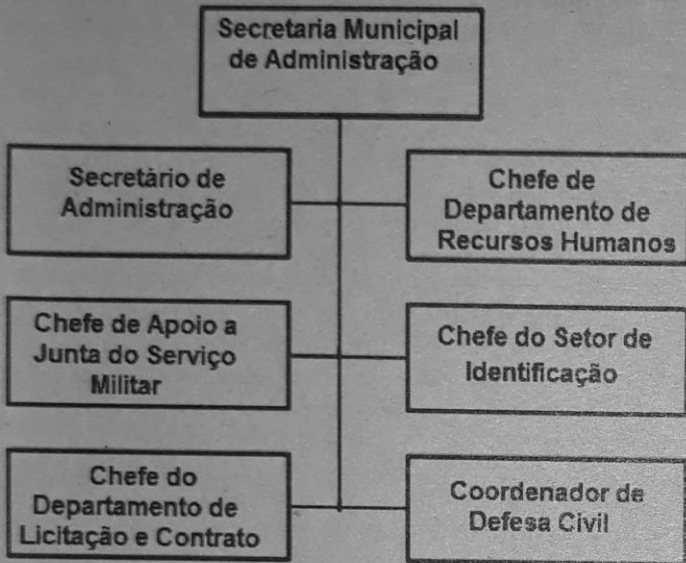 Secretaria Municipal
de Administração
Secretário de
Administração
Chefe de
Departamento de
Recursos Humanos
Chefe de Apoio a
Junta do Serviço
Militar
Chefe do Setor de
Identificação
Chefe do
Departamento de
Licitação e Contrato
Coordenador de
Defesa Civil